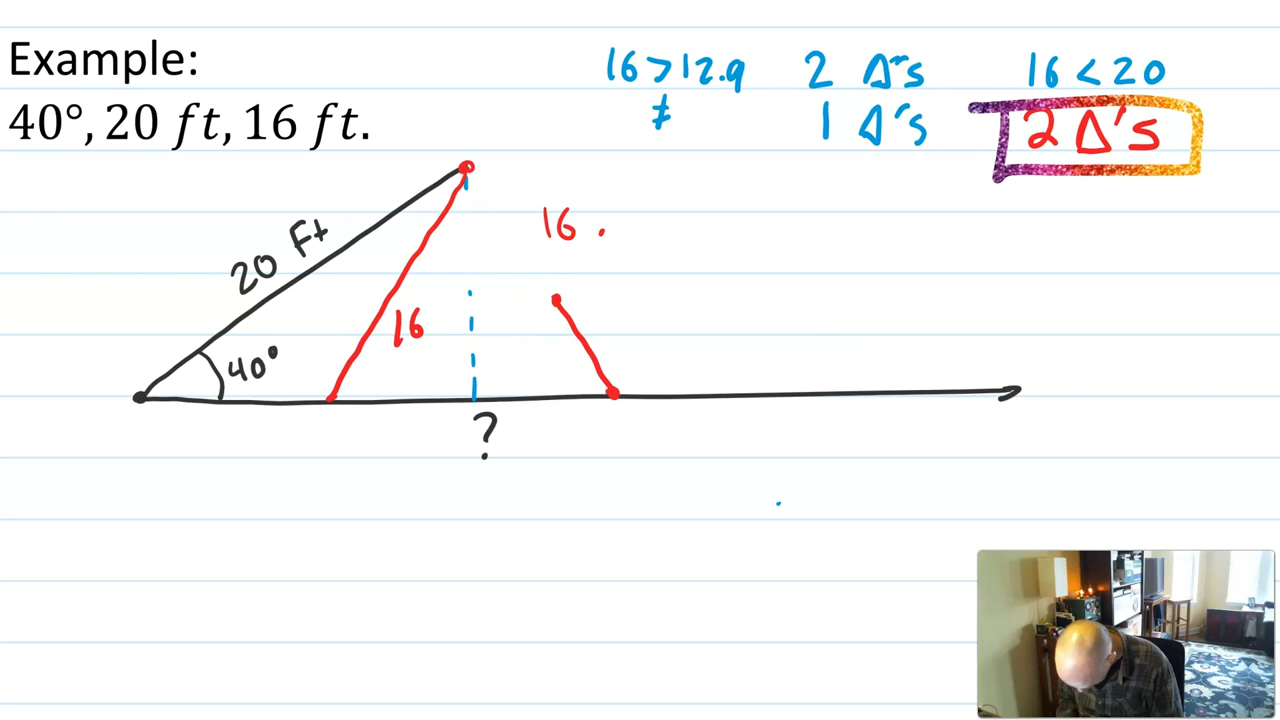 Example:
40°, 20 ft, 16 ft.
16 > 12.9 2 Δ's 16 < 20
≠ 1 Δ's 2 Δ's
20 Ft
16 .
16
40°
?